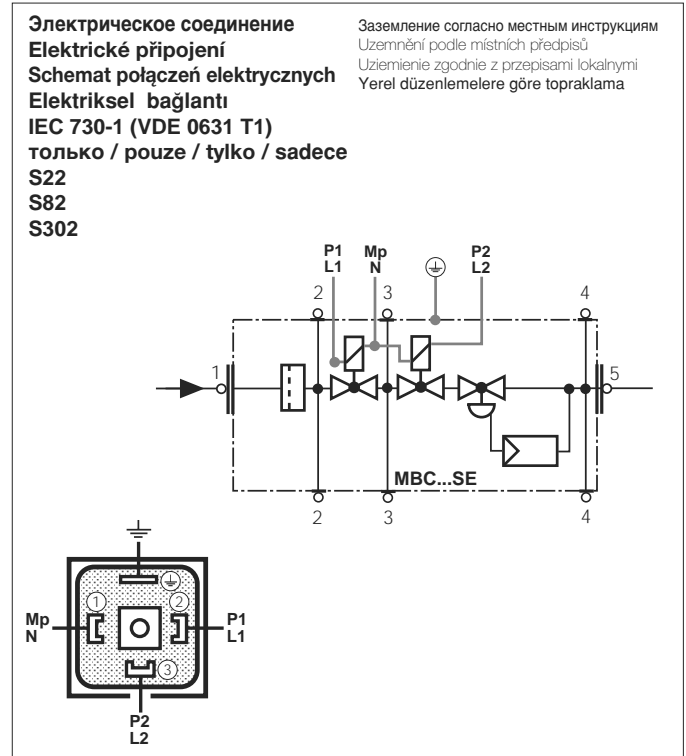 Электрическое соединение
Elektrické připojení
Schemat połączeń elektrycznych
Elektriksel bağlantı
IEC 730-1 (VDE 0631 T1)
только / pouze / tylko / sadece
S22
S82
S302
Заземление согласно местным инструкциям
Uzemnění podle místních předpisů
Uziemienie zgodnie z przepisami lokalnymi
Yerel düzenlemelere göre topraklama
P1 Mp P2
L1 N L2
2 3 4
1 5
MBC...SE
2 3 4
1 2
Mp P1
N L1
3
P2
L2